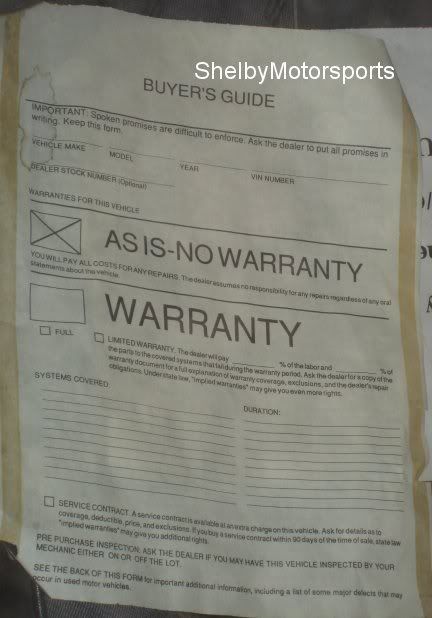 ShelbyMotorsports
BUYER'S GUIDE
IMPORTANT: Spoken promises are difficult to enforce. Ask the dealer to put all promises in
writing. Keep this form.
VEHICLE MAKE MODEL YEAR VIN NUMBER
DEALER STOCK NUMBER (Optional)
WARRANTIES FOR THIS VEHICLE
AS IS-NO WARRANTY
YOU WILL PAY ALL COSTS FOR ANY REPAIRS. The dealer assumes no responsibility for any repairs regardless of any oral
statements about the vehicle.
WARRANTY
FULL
LIMITED WARRANTY. The dealer will pay ________ % of the labor and ________ % of
the parts to the covered systems that fail during the warranty period. Ask the dealer for a copy of the
warranty document for a full explanation of warranty coverage, exclusions, and the dealer's repair
obligations. Under state law, "implied warranties" may give you even more rights.
SYSTEMS COVERED: DURATION:
SERVICE CONTRACT. A service contract is available at an extra charge on this vehicle. Ask for details as to
coverage, deductible, price, and exclusions. If you buy a service contract within 90 days of the time of sale, state law
"implied warranties" may give you additional rights.
PRE PURCHASE INSPECTION: ASK THE DEALER IF YOU MAY HAVE THIS VEHICLE INSPECTED BY YOUR
MECHANIC EITHER ON OR OFF THE LOT.
SEE THE BACK OF THIS FORM for important additional information, including a list of some major defects that may
occur in used motor vehicles.